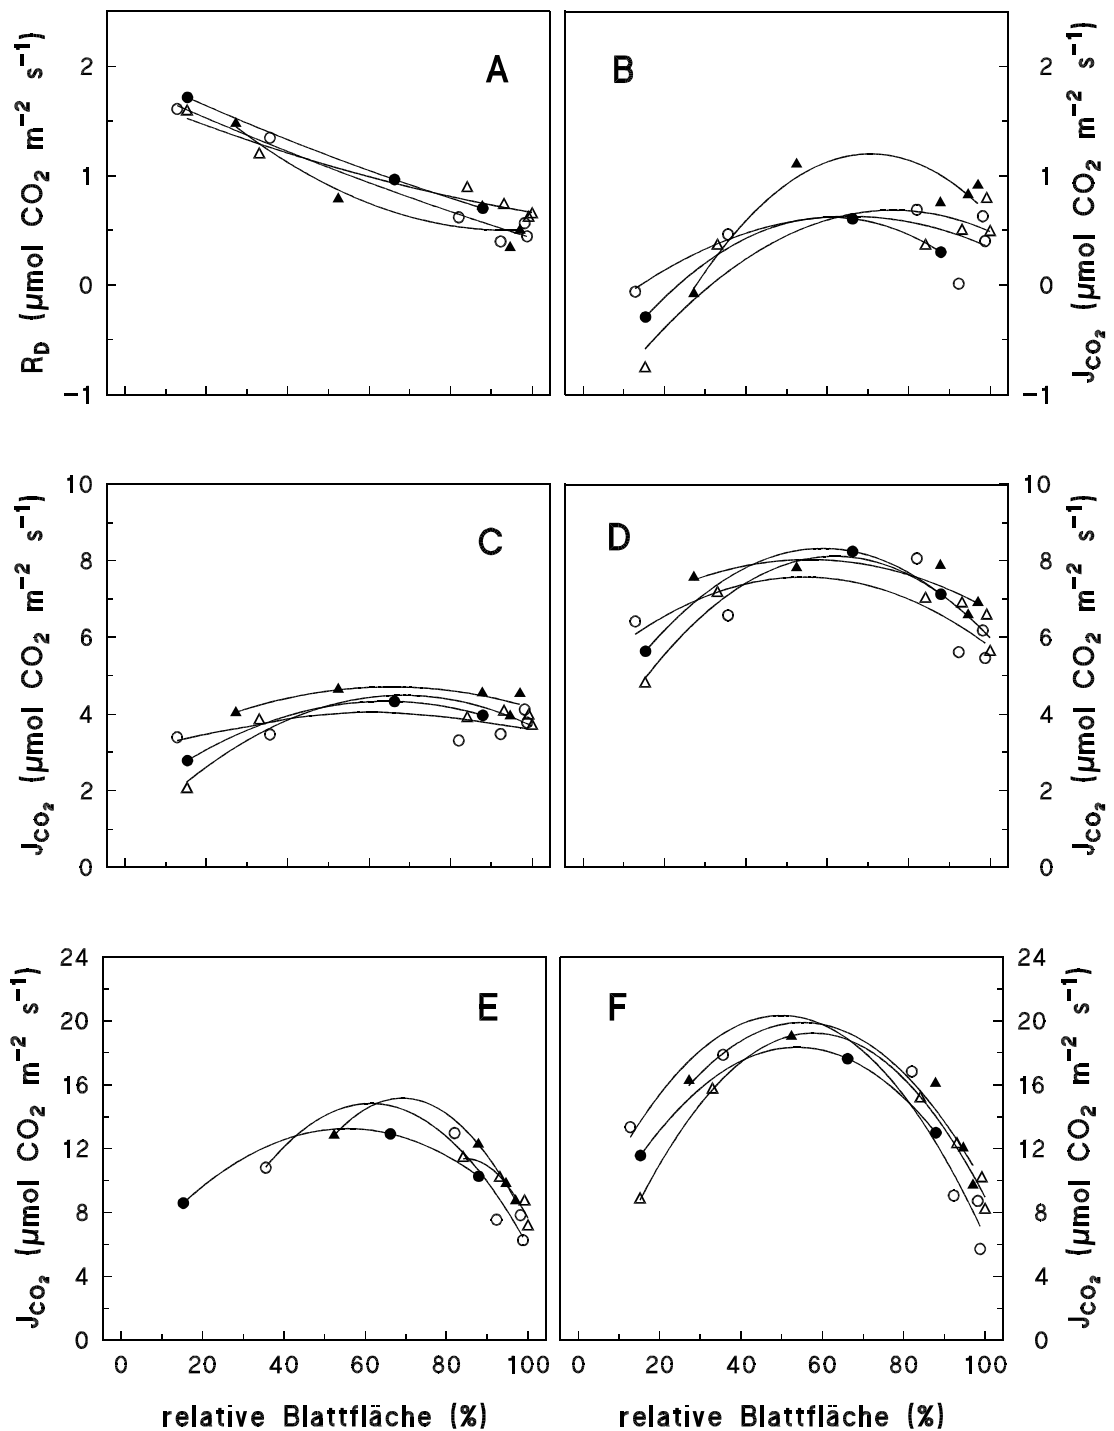 A
B
2
1
0
−1
R_D (μmol CO₂ m⁻² s⁻¹)
2
1
0
−1
J_CO₂ (μmol CO₂ m⁻² s⁻¹)
C
D
10
8
6
4
2
0
J_CO₂ (μmol CO₂ m⁻² s⁻¹)
10
8
6
4
2
0
J_CO₂ (μmol CO₂ m⁻² s⁻¹)
E
F
24
20
16
12
8
4
0
J_CO₂ (μmol CO₂ m⁻² s⁻¹)
24
20
16
12
8
4
0
J_CO₂ (μmol CO₂ m⁻² s⁻¹)
0 20 40 60 80 100
0 20 40 60 80 100
relative Blattfläche (%)
relative Blattfläche (%)